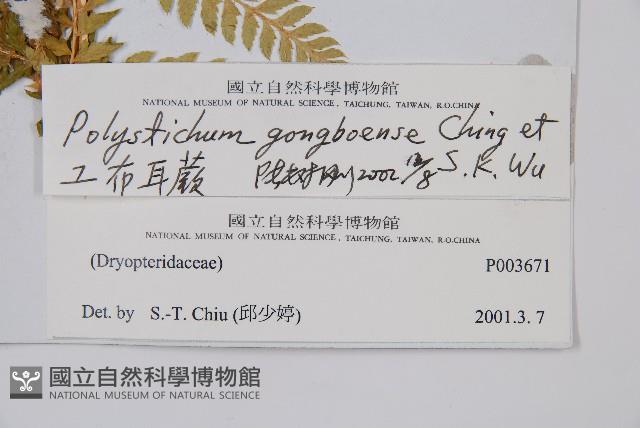 國立自然科學博物館
NATIONAL MUSEUM OF NATURAL SCIENCE, TAICHUNG, TAIWAN, R.O.CHINA
Polystichum gongboense Ching et
S. K. Wu
工布耳蕨 2002 12/8
國立自然科學博物館
NATIONAL MUSEUM OF NATURAL SCIENCE, TAICHUNG, TAIWAN, R.O.CHINA
(Dryopteridaceae) P003671
Det. by S.-T. Chiu (邱少婷) 2001.3.7
國立自然科學博物館
NATIONAL MUSEUM OF NATURAL SCIENCE